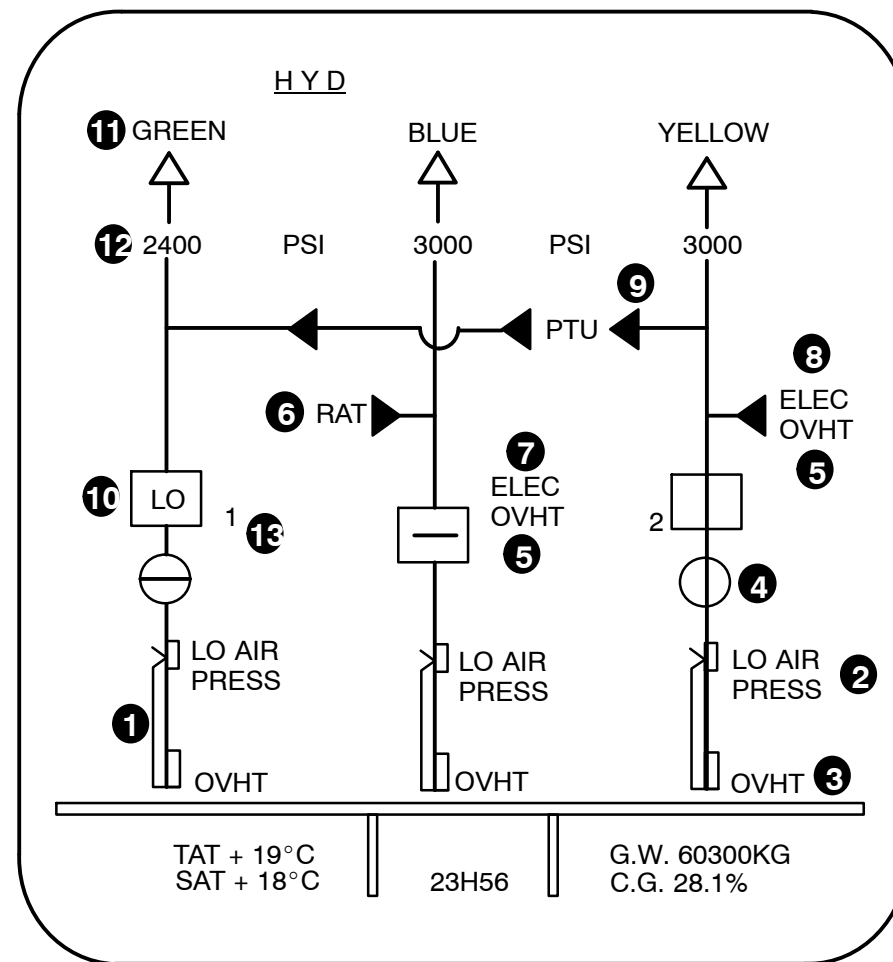 HYD
11 GREEN BLUE YELLOW
12 2400 PSI 3000 PSI 3000
9
PTU
8
6 RAT ELEC
OVHT
7 5
10 LO ELEC
1 13 OVHT 2
5
4
LO AIR LO AIR LO AIR 2
PRESS PRESS PRESS
1
OVHT OVHT OVHT 3
TAT + 19°C G.W. 60300KG
SAT + 18°C 23H56 C.G. 28.1%